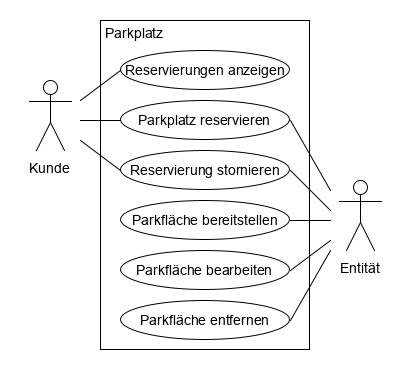 Parkplatz
Reservierungen anzeigen
Parkplatz reservieren
Kunde
Reservierung stornieren
Parkfläche bereitstellen
Entität
Parkfläche bearbeiten
Parkfläche entfernen